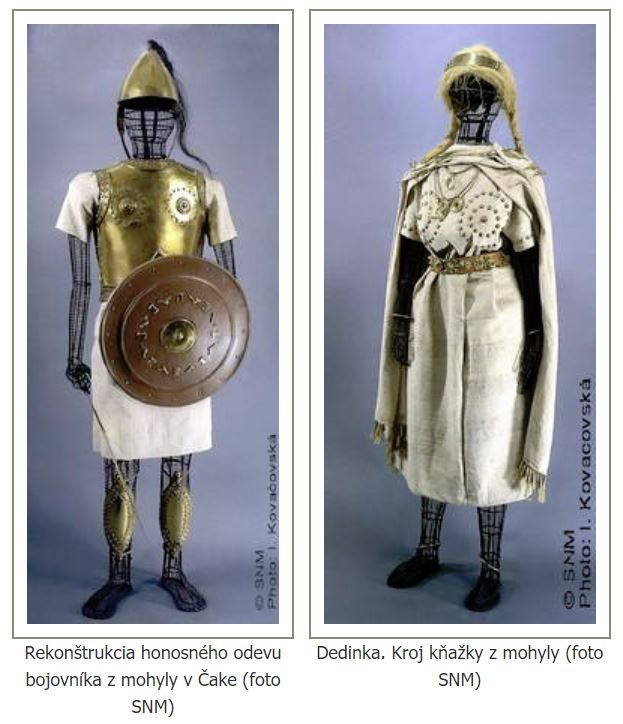 © SNM
Photo: I. Kovačovská
© SNM
Photo: I. Kovacovská
Rekonštrukcia honosného odevu
bojovníka z mohyly v Čake (foto
SNM)
Dedinka. Kroj kňažky z mohyly (foto
SNM)